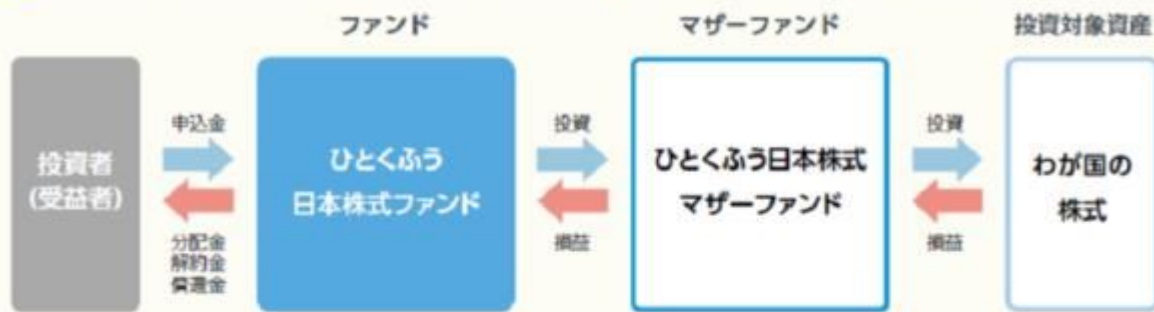 ファンド
マザーファンド
投資対象資産
投資者
(受益者)
申込金
分配金
解約金
償還金
ひとくふう
日本株式ファンド
投資
損益
ひとくふう日本株式
マザーファンド
投資
損益
わが国の
株式